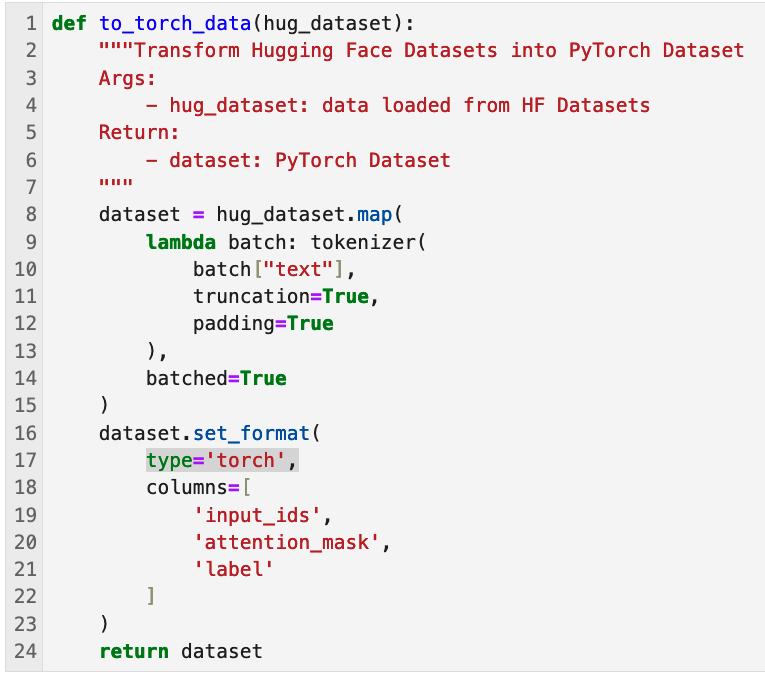 1 def to_torch_data(hug_dataset):
2     """Transform Hugging Face Datasets into PyTorch Dataset
3     Args:
4         – hug_dataset: data loaded from HF Datasets
5     Return:
6         – dataset: PyTorch Dataset
7     """
8     dataset = hug_dataset.map(
9         lambda batch: tokenizer(
10             batch["text"],
11             truncation=True,
12             padding=True
13         ),
14         batched=True
15     )
16     dataset.set_format(
17         type='torch',
18         columns=[
19             'input_ids',
20             'attention_mask',
21             'label'
22         ]
23     )
24     return dataset